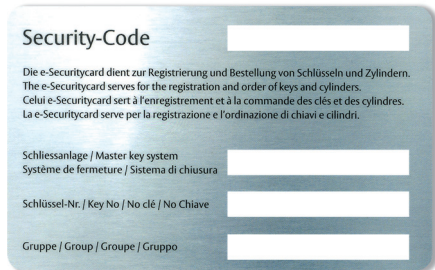 Security-Code
Die e-Securitycard dient zur Registrierung und Bestellung von Schlüsseln und Zylindern.
The e-Securitycard serves for the registration and order of keys and cylinders.
Celui e-Securitycard sert à l'enregistrement et à la commande des clés et des cylindres.
La e-Securitycard serve per la registrazione e l'ordinazione di chiavi e cilindri.
Schliessanlage / Master key system
Système de fermeture / Sistema di chiusura
Schlüssel-Nr. / Key No / No clé / No Chiave
Gruppe / Group / Groupe / Gruppo